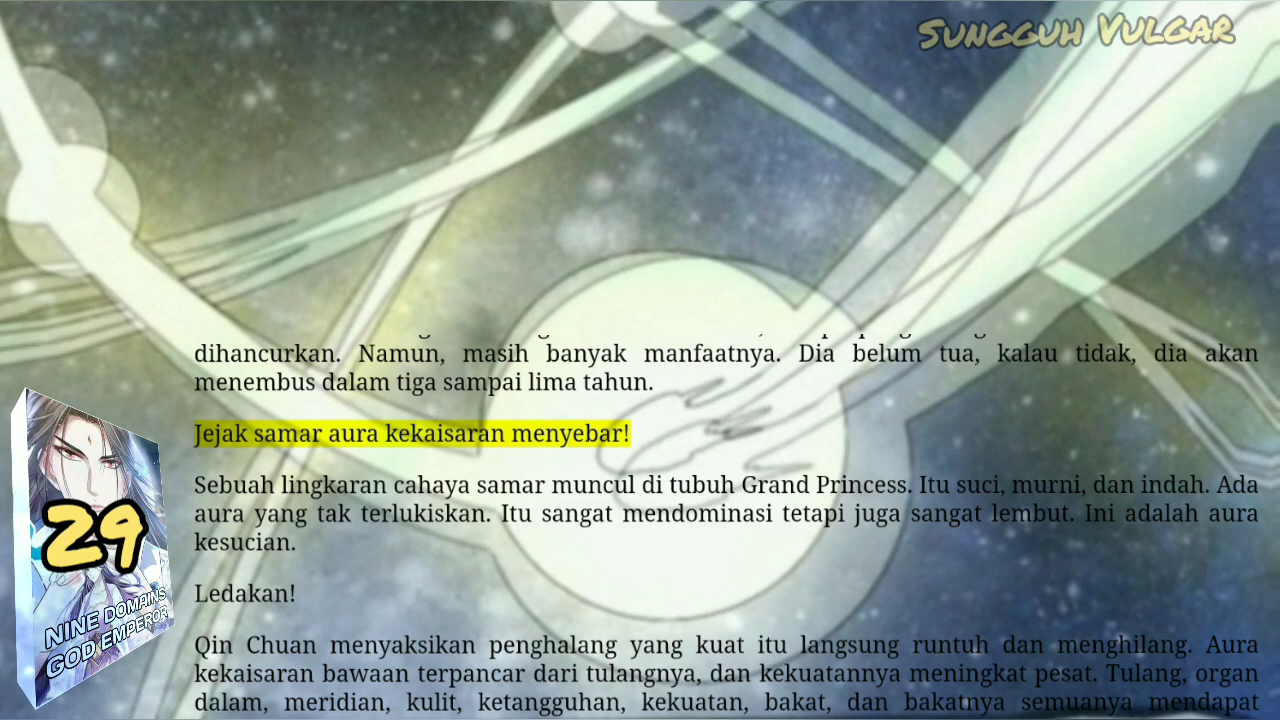 Sungguh Vulgar
dihancurkan. Namun, masih banyak manfaatnya. Dia belum tua, kalau tidak, dia akan
menembus dalam tiga sampai lima tahun.
Jejak samar aura kekaisaran menyebar!
Sebuah lingkaran cahaya samar muncul di tubuh Grand Princess. Itu suci, murni, dan indah. Ada
aura yang tak terlukiskan. Itu sangat mendominasi tetapi juga sangat lembut. Ini adalah aura
kesucian.
Ledakan!
Qin Chuan menyaksikan penghalang yang kuat itu langsung runtuh dan menghilang. Aura
kekaisaran bawaan terpancar dari tulangnya, dan kekuatannya meningkat pesat. Tulang, organ
dalam, meridian, kulit, ketangguhan, kekuatan, bakat, dan bakatnya semuanya mendapat
29
NINE DOMAINS
GOD EMPEROR